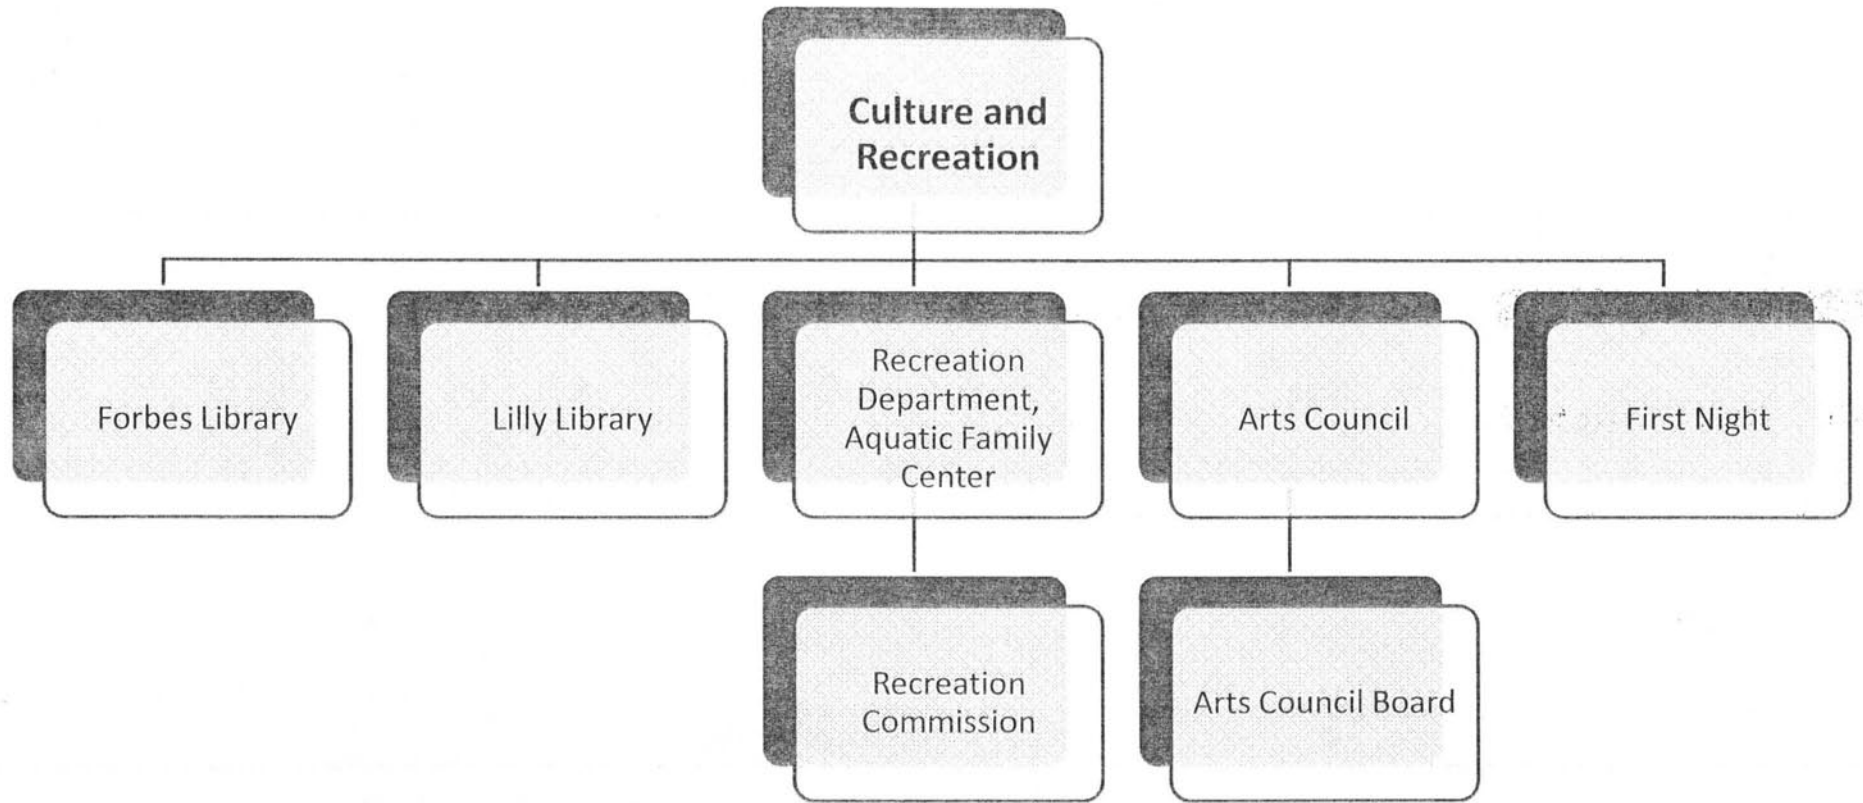 Culture and
Recreation
Forbes Library
Lilly Library
Recreation
Department,
Aquatic Family
Center
Arts Council
First Night
Recreation
Commission
Arts Council Board